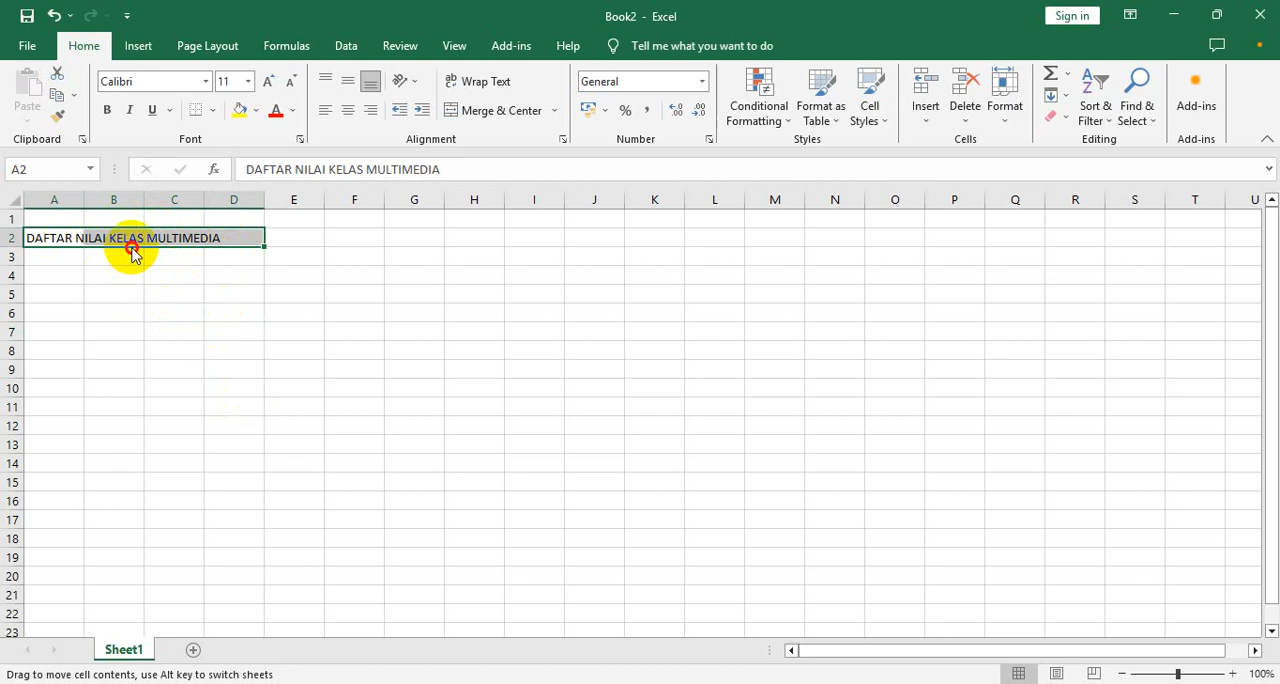 Book2 - Excel
Sign in
File Home Insert Page Layout Formulas Data Review View Add-ins Help Tell me what you want to do
Paste
Calibri 11
B I U
Wrap Text
Merge & Center
General
%
Conditional Formatting
Format as Table
Cell Styles
Insert
Delete
Format
Sort & Filter
Find & Select
Add-ins
Clipboard Font Alignment Number Styles Cells Editing Add-ins
A2 fx DAFTAR NILAI KELAS MULTIMEDIA
A B C D E F G H I J K L M N O P Q R S T U
1
2 DAFTAR NILAI KELAS MULTIMEDIA
3
4
5
6
7
8
9
10
11
12
13
14
15
16
17
18
19
20
21
22
23
Sheet1
Drag to move cell contents, use Alt key to switch sheets
100%